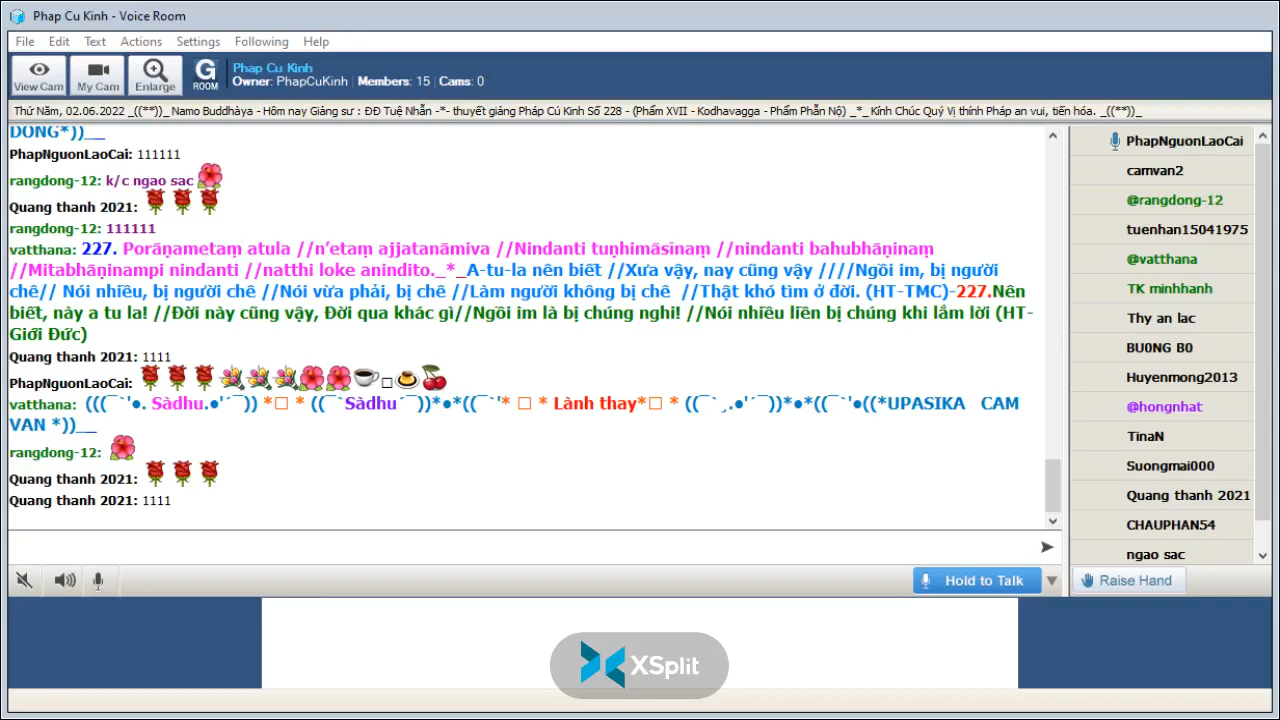 Phap Cu Kinh - Voice Room
File Edit Text Actions Settings Following Help
View Cam My Cam Enlarge G ROOM
Phap Cu Kinh
Owner: PhapCuKinh | Members: 15 | Cams: 0
Thứ Năm, 02.06.2022 _((**))_ Namo Buddhàya - Hôm nay Giảng sư : ĐĐ Tuệ Nhẫn -*- thuyết giảng Pháp Cú Kinh Số 228 - (Phẩm XVII - Kodhavagga - Phẩm Phẫn Nộ) _*_ Kính Chúc Quý Vị thính Pháp an vui, tiến hóa. _((**))_
DONG*))__
PhapNguonLaoCai: 111111
rangdong-12: k/c ngao sac
Quang thanh 2021:
rangdong-12: 111111
vatthana: 227. Porāṇametaṃ atula //n’etaṃ ajjatanāmiva //Nindanti tuṇhimāsīnaṃ //nindanti bahubhāṇinaṃ
//Mitabhāṇinampi nindanti //natthi loke anindito._*_A-tu-la nên biết //Xưa vậy, nay cũng vậy ////Ngồi im, bị người
chê// Nói nhiều, bị người chê //Nói vừa phải, bị chê //Làm người không bị chê //Thật khó tìm ở đời. (HT-TMC)-227.Nên
biết, này a tu la! //Đời này cũng vậy, Đời qua khác gì//Ngồi im là bị chúng nghi! //Nói nhiều liền bị chúng khi lắm lời (HT-
Giới Đức)
Quang thanh 2021: 1111
PhapNguonLaoCai:
vatthana: (((¯`'●. Sàdhu.●'´¯)) *□ * ((¯`Sàdhu´¯))*●*((¯`'* □ * Lành thay*□ * ((¯`¸.●'´¯))*●*((¯`'●((*UPASIKA CAM
VAN *))__
rangdong-12:
Quang thanh 2021:
Quang thanh 2021: 1111
Hold to Talk
PhapNguonLaoCai
camvan2
@rangdong-12
tuenhan15041975
@vatthana
TK minhhanh
Thy an lac
BU0NG B0
Huyenmong2013
@hongnhat
TinaN
Suongmai000
Quang thanh 2021
CHAUPHAN54
ngao sac
Raise Hand
XSplit